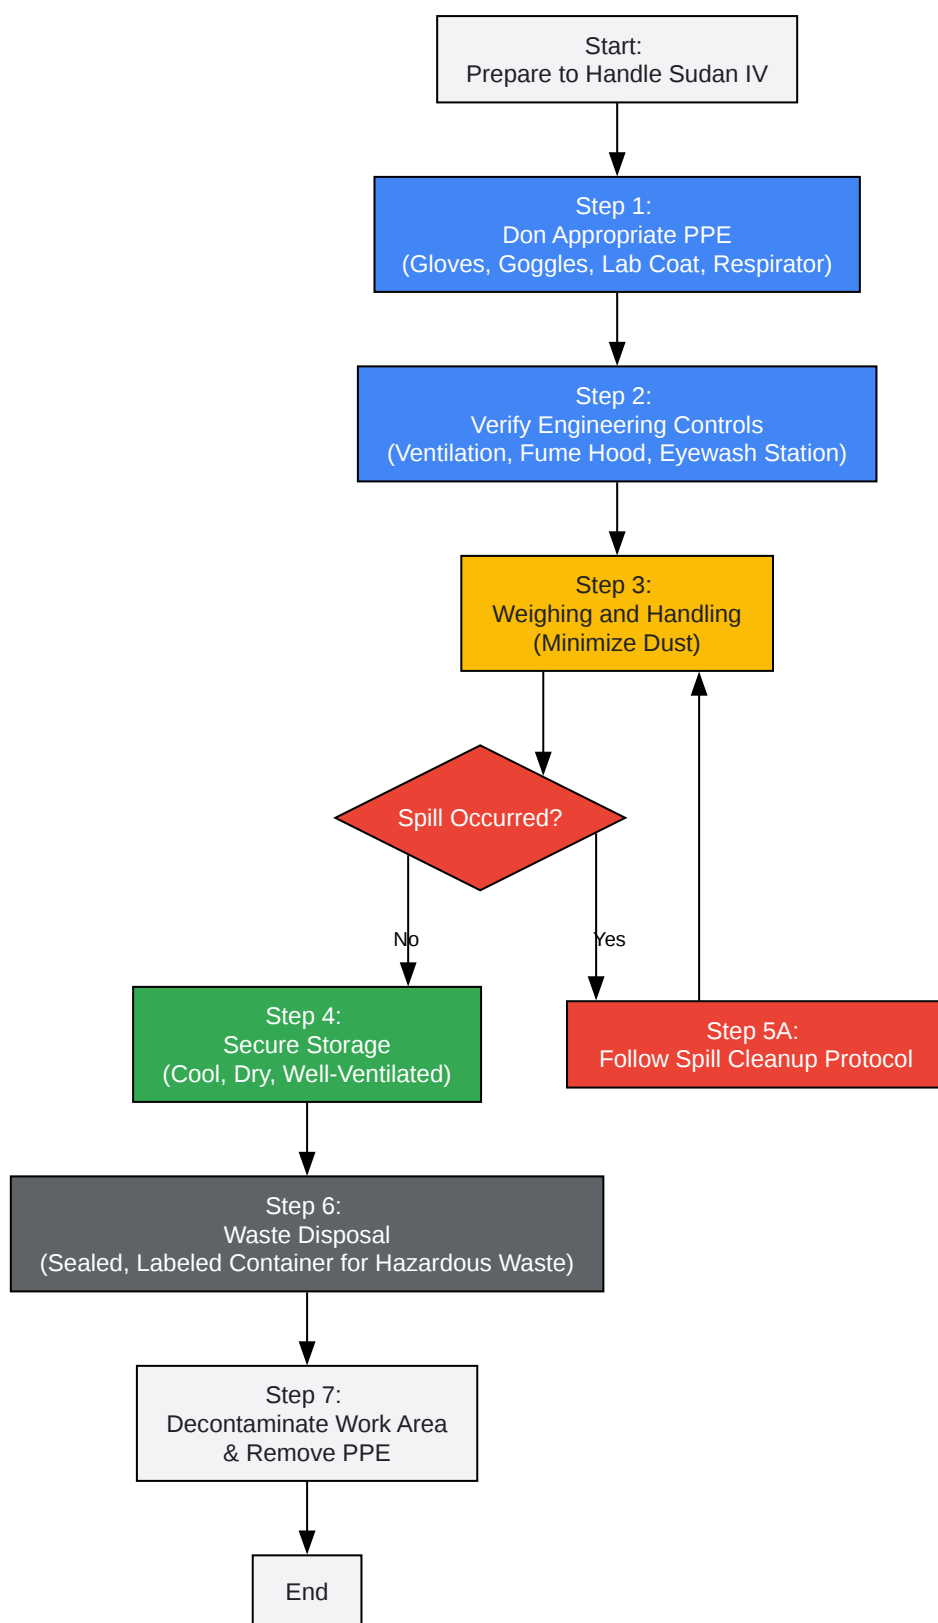 Start:
Prepare to Handle Sudan IV
Step 1:
Don Appropriate PPE
(Gloves, Goggles, Lab Coat, Respirator)
Step 2:
Verify Engineering Controls
(Ventilation, Fume Hood, Eyewash Station)
Step 3:
Weighing and Handling
(Minimize Dust)
Spill Occurred?
No
Yes
Step 4:
Secure Storage
(Cool, Dry, Well-Ventilated)
Step 5A:
Follow Spill Cleanup Protocol
Step 6:
Waste Disposal
(Sealed, Labeled Container for Hazardous Waste)
Step 7:
Decontaminate Work Area
& Remove PPE
End